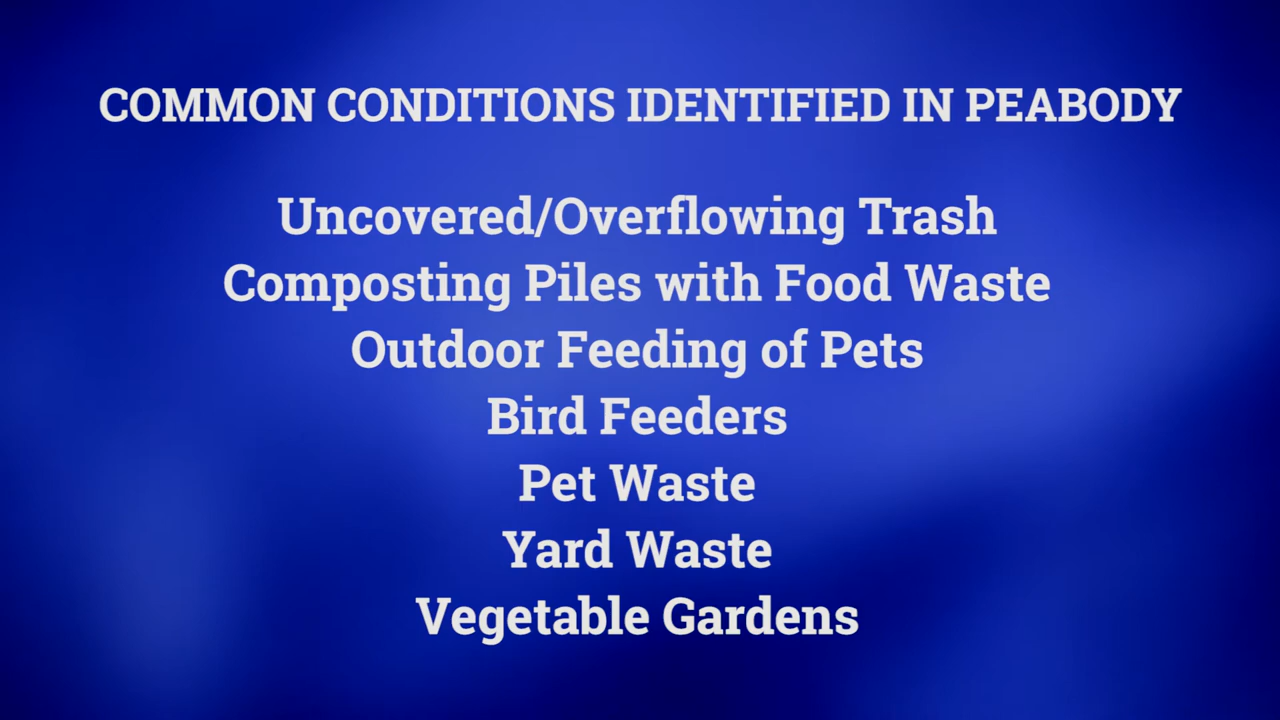 COMMON CONDITIONS IDENTIFIED IN PEABODY
Uncovered/Overflowing Trash
Composting Piles with Food Waste
Outdoor Feeding of Pets
Bird Feeders
Pet Waste
Yard Waste
Vegetable Gardens